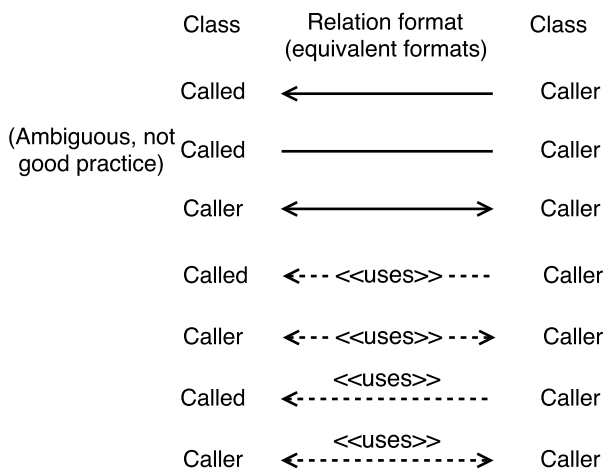 Class Relation format Class
(equivalent formats)
Called Caller
(Ambiguous, not
good practice)
Called Caller
Caller Caller
Called <<uses>> Caller
Caller <<uses>> Caller
<<uses>>
Called Caller
<<uses>>
Caller Caller